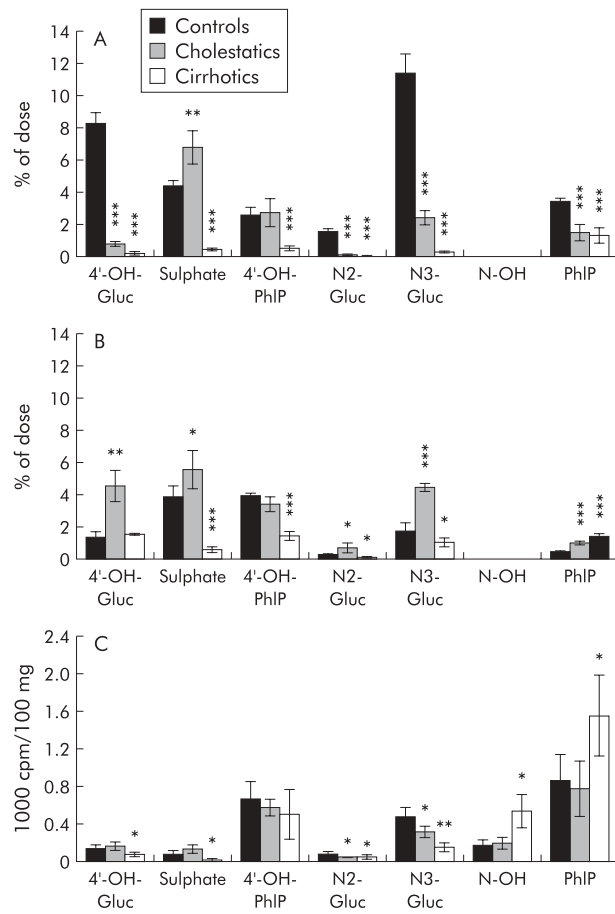 Controls
Cholestatics
Cirrhotics
A
14
12
10
8
6
4
2
0
% of dose
***
***
**
***
***
***
***
***
***
***
***
4'-OH-
Gluc
Sulphate
4'-OH-
PhIP
N2-
Gluc
N3-
Gluc
N-OH
PhIP
B
14
12
10
8
6
4
2
0
% of dose
**
*
***
***
*
*
***
*
***
***
4'-OH-
Gluc
Sulphate
4'-OH-
PhIP
N2-
Gluc
N3-
Gluc
N-OH
PhIP
C
2.4
2.0
1.6
1.2
0.8
0.4
0
1000 cpm/100 mg
*
*
*
*
*
**
*
*
4'-OH-
Gluc
Sulphate
4'-OH-
PhIP
N2-
Gluc
N3-
Gluc
N-OH
PhIP